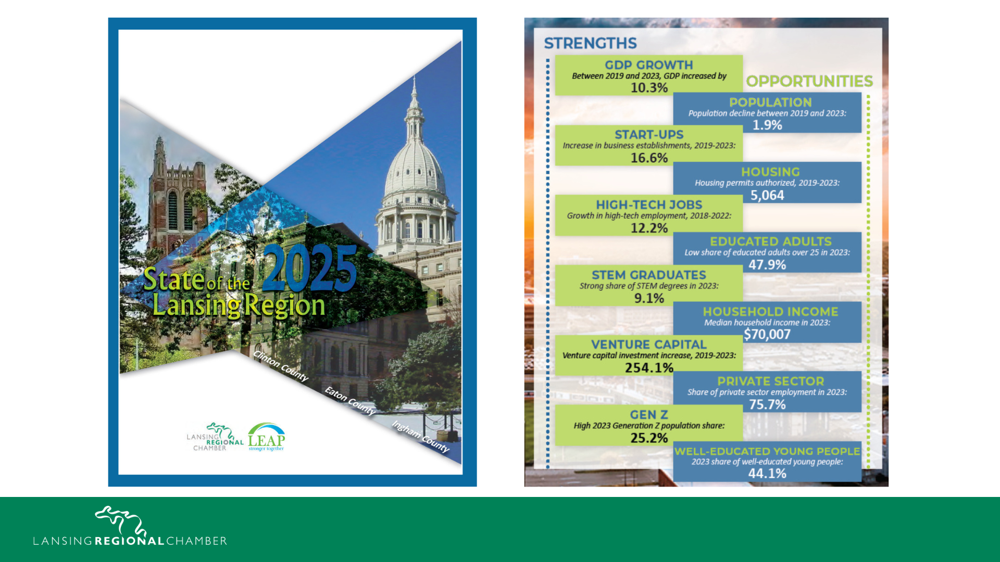 State of the 2025
Lansing Region
Clinton County
Eaton County
Ingham County
LANSING
REGIONAL
CHAMBER
LEAP
stronger together
STRENGTHS
GDP GROWTH
Between 2019 and 2023, GDP increased by
10.3%
OPPORTUNITIES
POPULATION
Population decline between 2019 and 2023:
1.9%
START-UPS
Increase in business establishments, 2019-2023:
16.6%
HOUSING
Housing permits authorized, 2019-2023:
5,064
HIGH-TECH JOBS
Growth in high-tech employment, 2018-2022:
12.2%
EDUCATED ADULTS
Low share of educated adults over 25 in 2023:
47.9%
STEM GRADUATES
Strong share of STEM degrees in 2023:
9.1%
HOUSEHOLD INCOME
Median household income in 2023:
$70,007
VENTURE CAPITAL
Venture capital investment increase, 2019-2023:
254.1%
PRIVATE SECTOR
Share of private sector employment in 2023:
75.7%
GEN Z
High 2023 Generation Z population share:
25.2%
WELL-EDUCATED YOUNG PEOPLE
2023 share of well-educated young people:
44.1%
LANSING REGIONAL CHAMBER